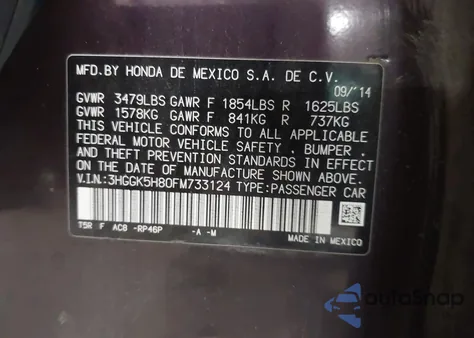 MFD.BY HONDA DE MEXICO S.A. DE C.V.
09/'14
GVWR 3479LBS GAWR F 1854LBS R 1625LBS
GVWR 1578KG GAWR F 841KG R 737KG
THIS VEHICLE CONFORMS TO ALL APPLICABLE
FEDERAL MOTOR VEHICLE SAFETY . BUMPER .
AND THEFT PREVENTION STANDARDS IN EFFECT
ON THE DATE OF MANUFACTURE SHOWN ABOVE.
V.I.N.:3HGGK5H80FM733124 TYPE:PASSENGER CAR
T5R F ACB -RP46P -A -M
MADE IN MEXICO
autoSnap